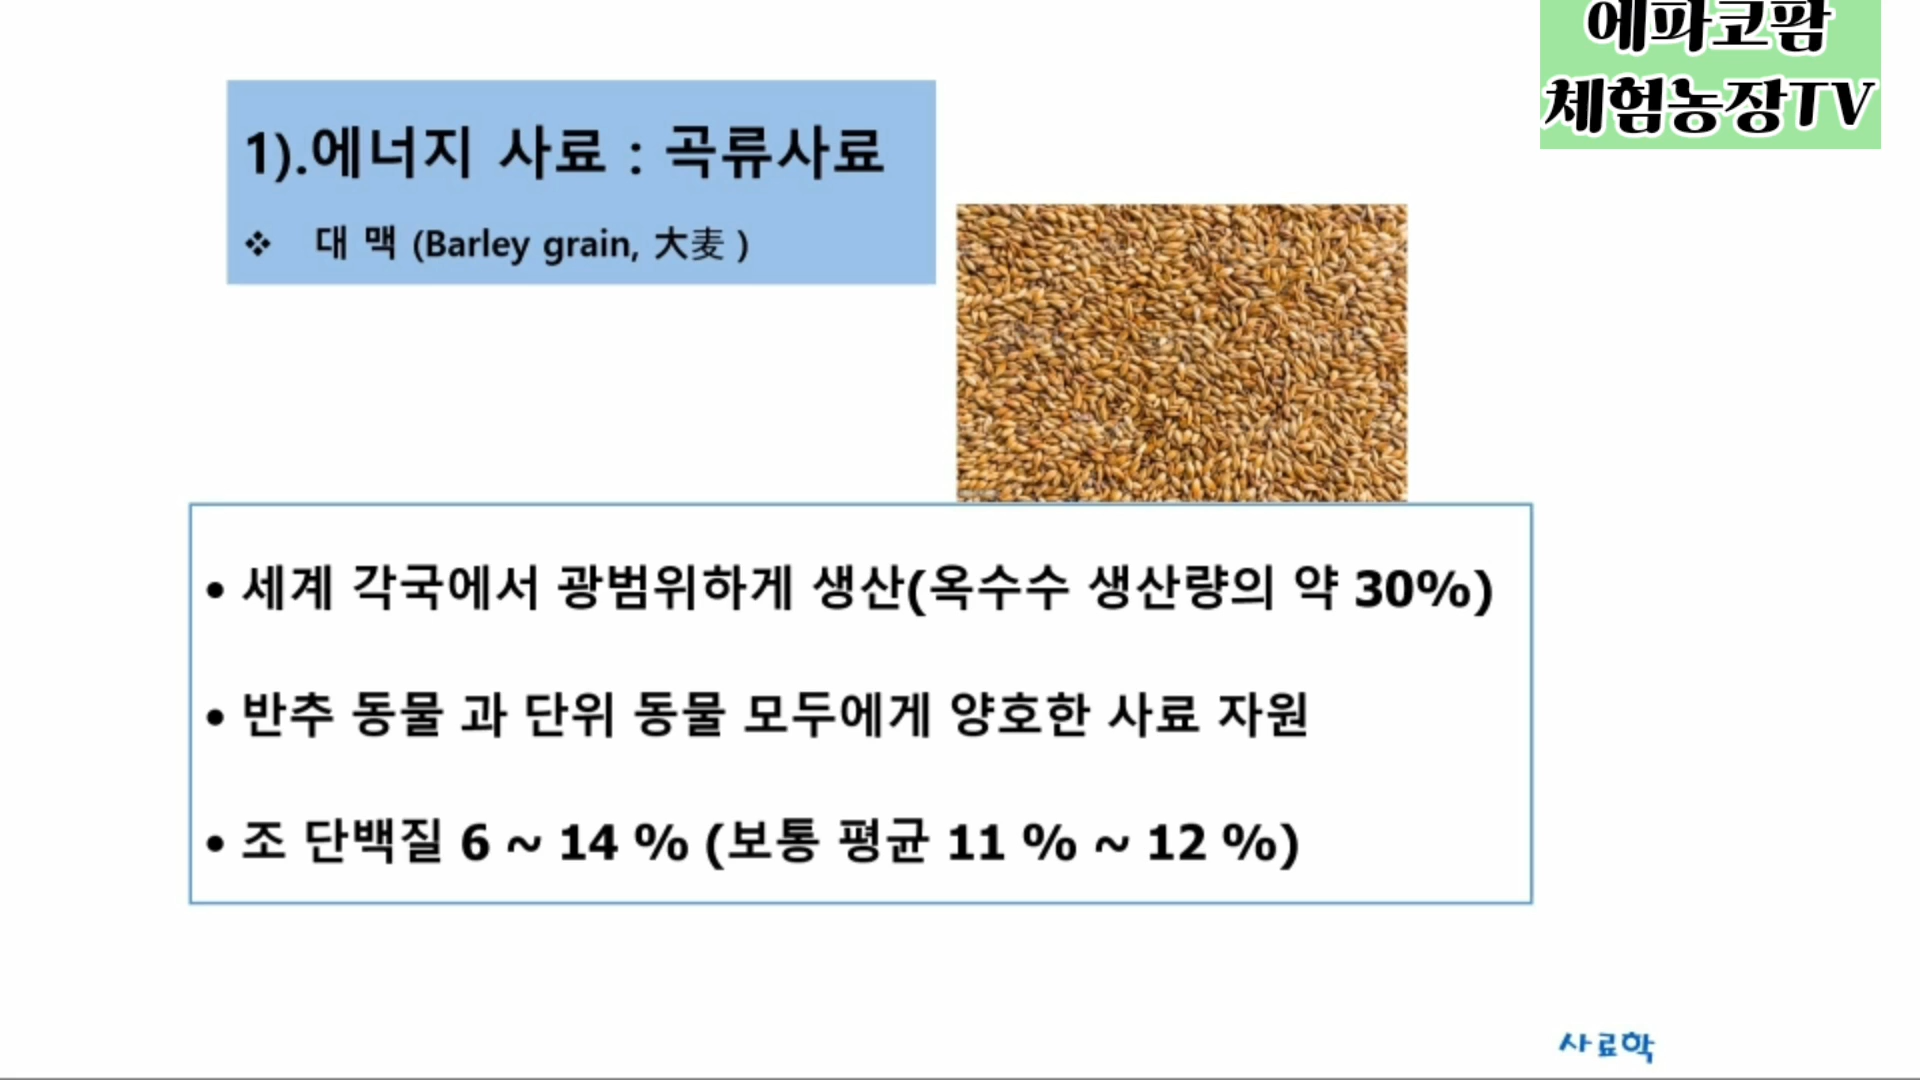 에파코팜
체험농장TV
1).에너지 사료 : 곡류사료
❖ 대 맥 (Barley grain, 大麦 )
• 세계 각국에서 광범위하게 생산(옥수수 생산량의 약 30%)
• 반추 동물 과 단위 동물 모두에게 양호한 사료 자원
• 조 단백질 6 ~ 14 % (보통 평균 11 % ~ 12 %)
사료학